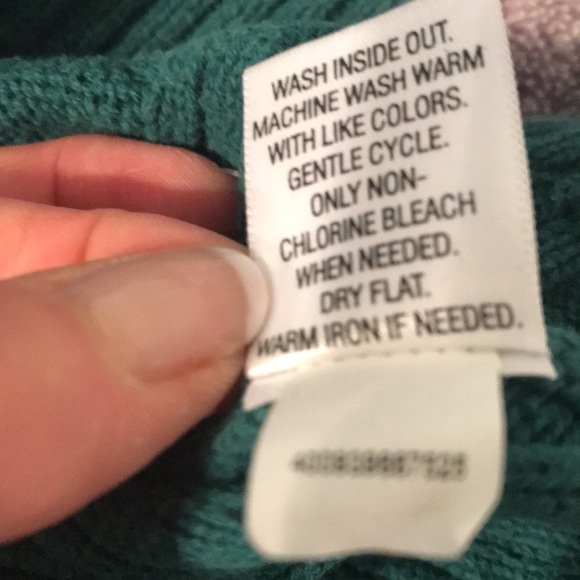 WASH INSIDE OUT.
MACHINE WASH WARM
WITH LIKE COLORS.
GENTLE CYCLE.
ONLY NON-
CHLORINE BLEACH
WHEN NEEDED.
DRY FLAT.
WARM IRON IF NEEDED.